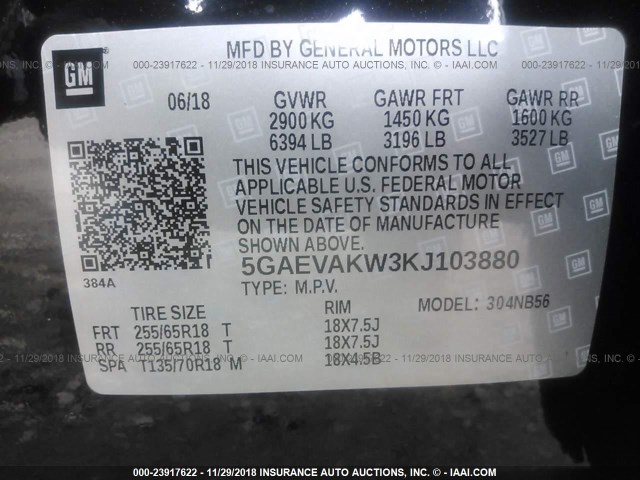 MFD BY GENERAL MOTORS LLC
GM
000-23917622 - 11/29/2018 INSURANCE AUTO AUCTIONS, INC. - © IAAI.COM
06/18 GVWR GAWR FRT GAWR RR
2900 KG 1450 KG 1600 KG
6394 LB 3196 LB 3527 LB
THIS VEHICLE CONFORMS TO ALL
APPLICABLE U.S. FEDERAL MOTOR
VEHICLE SAFETY STANDARDS IN EFFECT
ON THE DATE OF MANUFACTURE
SHOWN ABOVE.
5GAEVAKW3KJ103880
384A
TYPE: M.P.V. MODEL: 304NB56
TIRE SIZE RIM
FRT 255/65R18 T 18X7.5J
RR 255/65R18 T 18X7.5J
SPA T135/70R18 M 18X4.5B
000-23917622 - 11/29/2018 INSURANCE AUTO AUCTIONS, INC. - © IAAI.COM